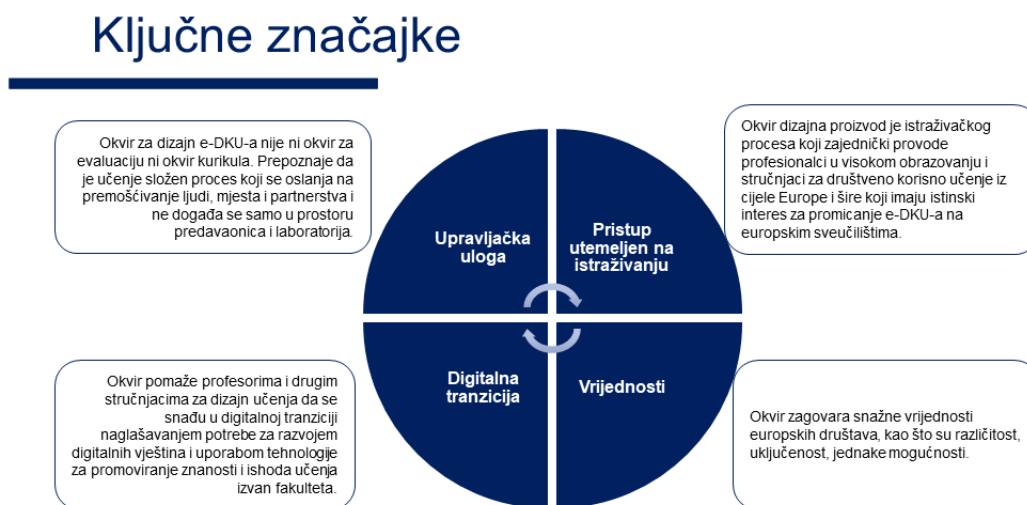 Ključne značajke
Okvir za dizajn e-DKU-a nije ni okvir za
evaluaciju ni okvir kurikula. Prepoznaje da
je učenje složen proces koji se oslanja na
premošćivanje ljudi, mjesta i partnerstva i
ne događa se samo u prostoru
predavaonica i laboratorija.
Upravljačka
uloga
Pristup
utemeljen na
istraživanju
Okvir dizajna proizvod je istraživačkog
procesa koji zajednički provode
profesionalci u visokom obrazovanju i
stručnjaci za društveno korisno učenje iz
cijele Europe i šire koji imaju istinski
interes za promicanje e-DKU-a na
europskim sveučilištima.
Okvir pomaže profesorima i drugim
stručnjacima za dizajn učenja da se
snađu u digitalnoj tranziciji
naglašavanjem potrebe za razvojem
digitalnih vještina i uporabom tehnologije
za promoviranje znanosti i ishoda učenja
izvan fakulteta.
Digitalna
tranzicija
Vrijednosti
Okvir zagovara snažne vrijednosti
europskih društava, kao što su različitost,
uključenost, jednake mogućnosti.